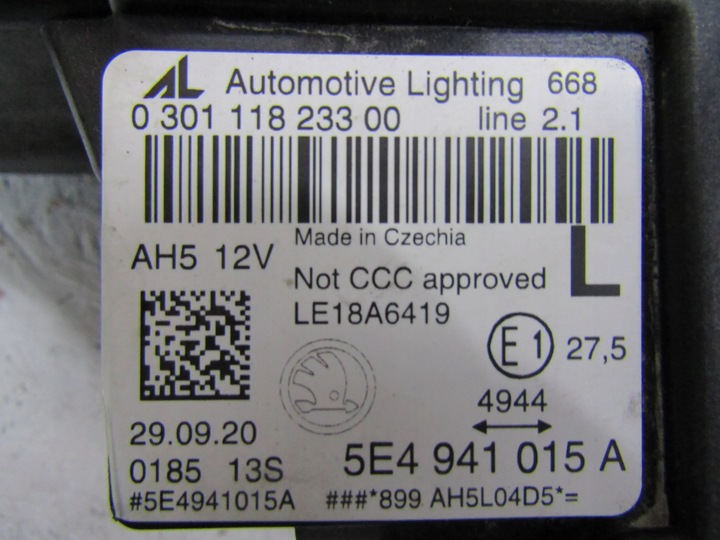 AL Automotive Lighting 668
0 301 118 233 00 line 2.1
Made in Czechia
AH5 12V
Not CCC approved L
LE18A6419
E1 27,5
4944
29.09.20
0185 13S 5E4 941 015 A
#5E4941015A ###*899 AH5L04D5*=